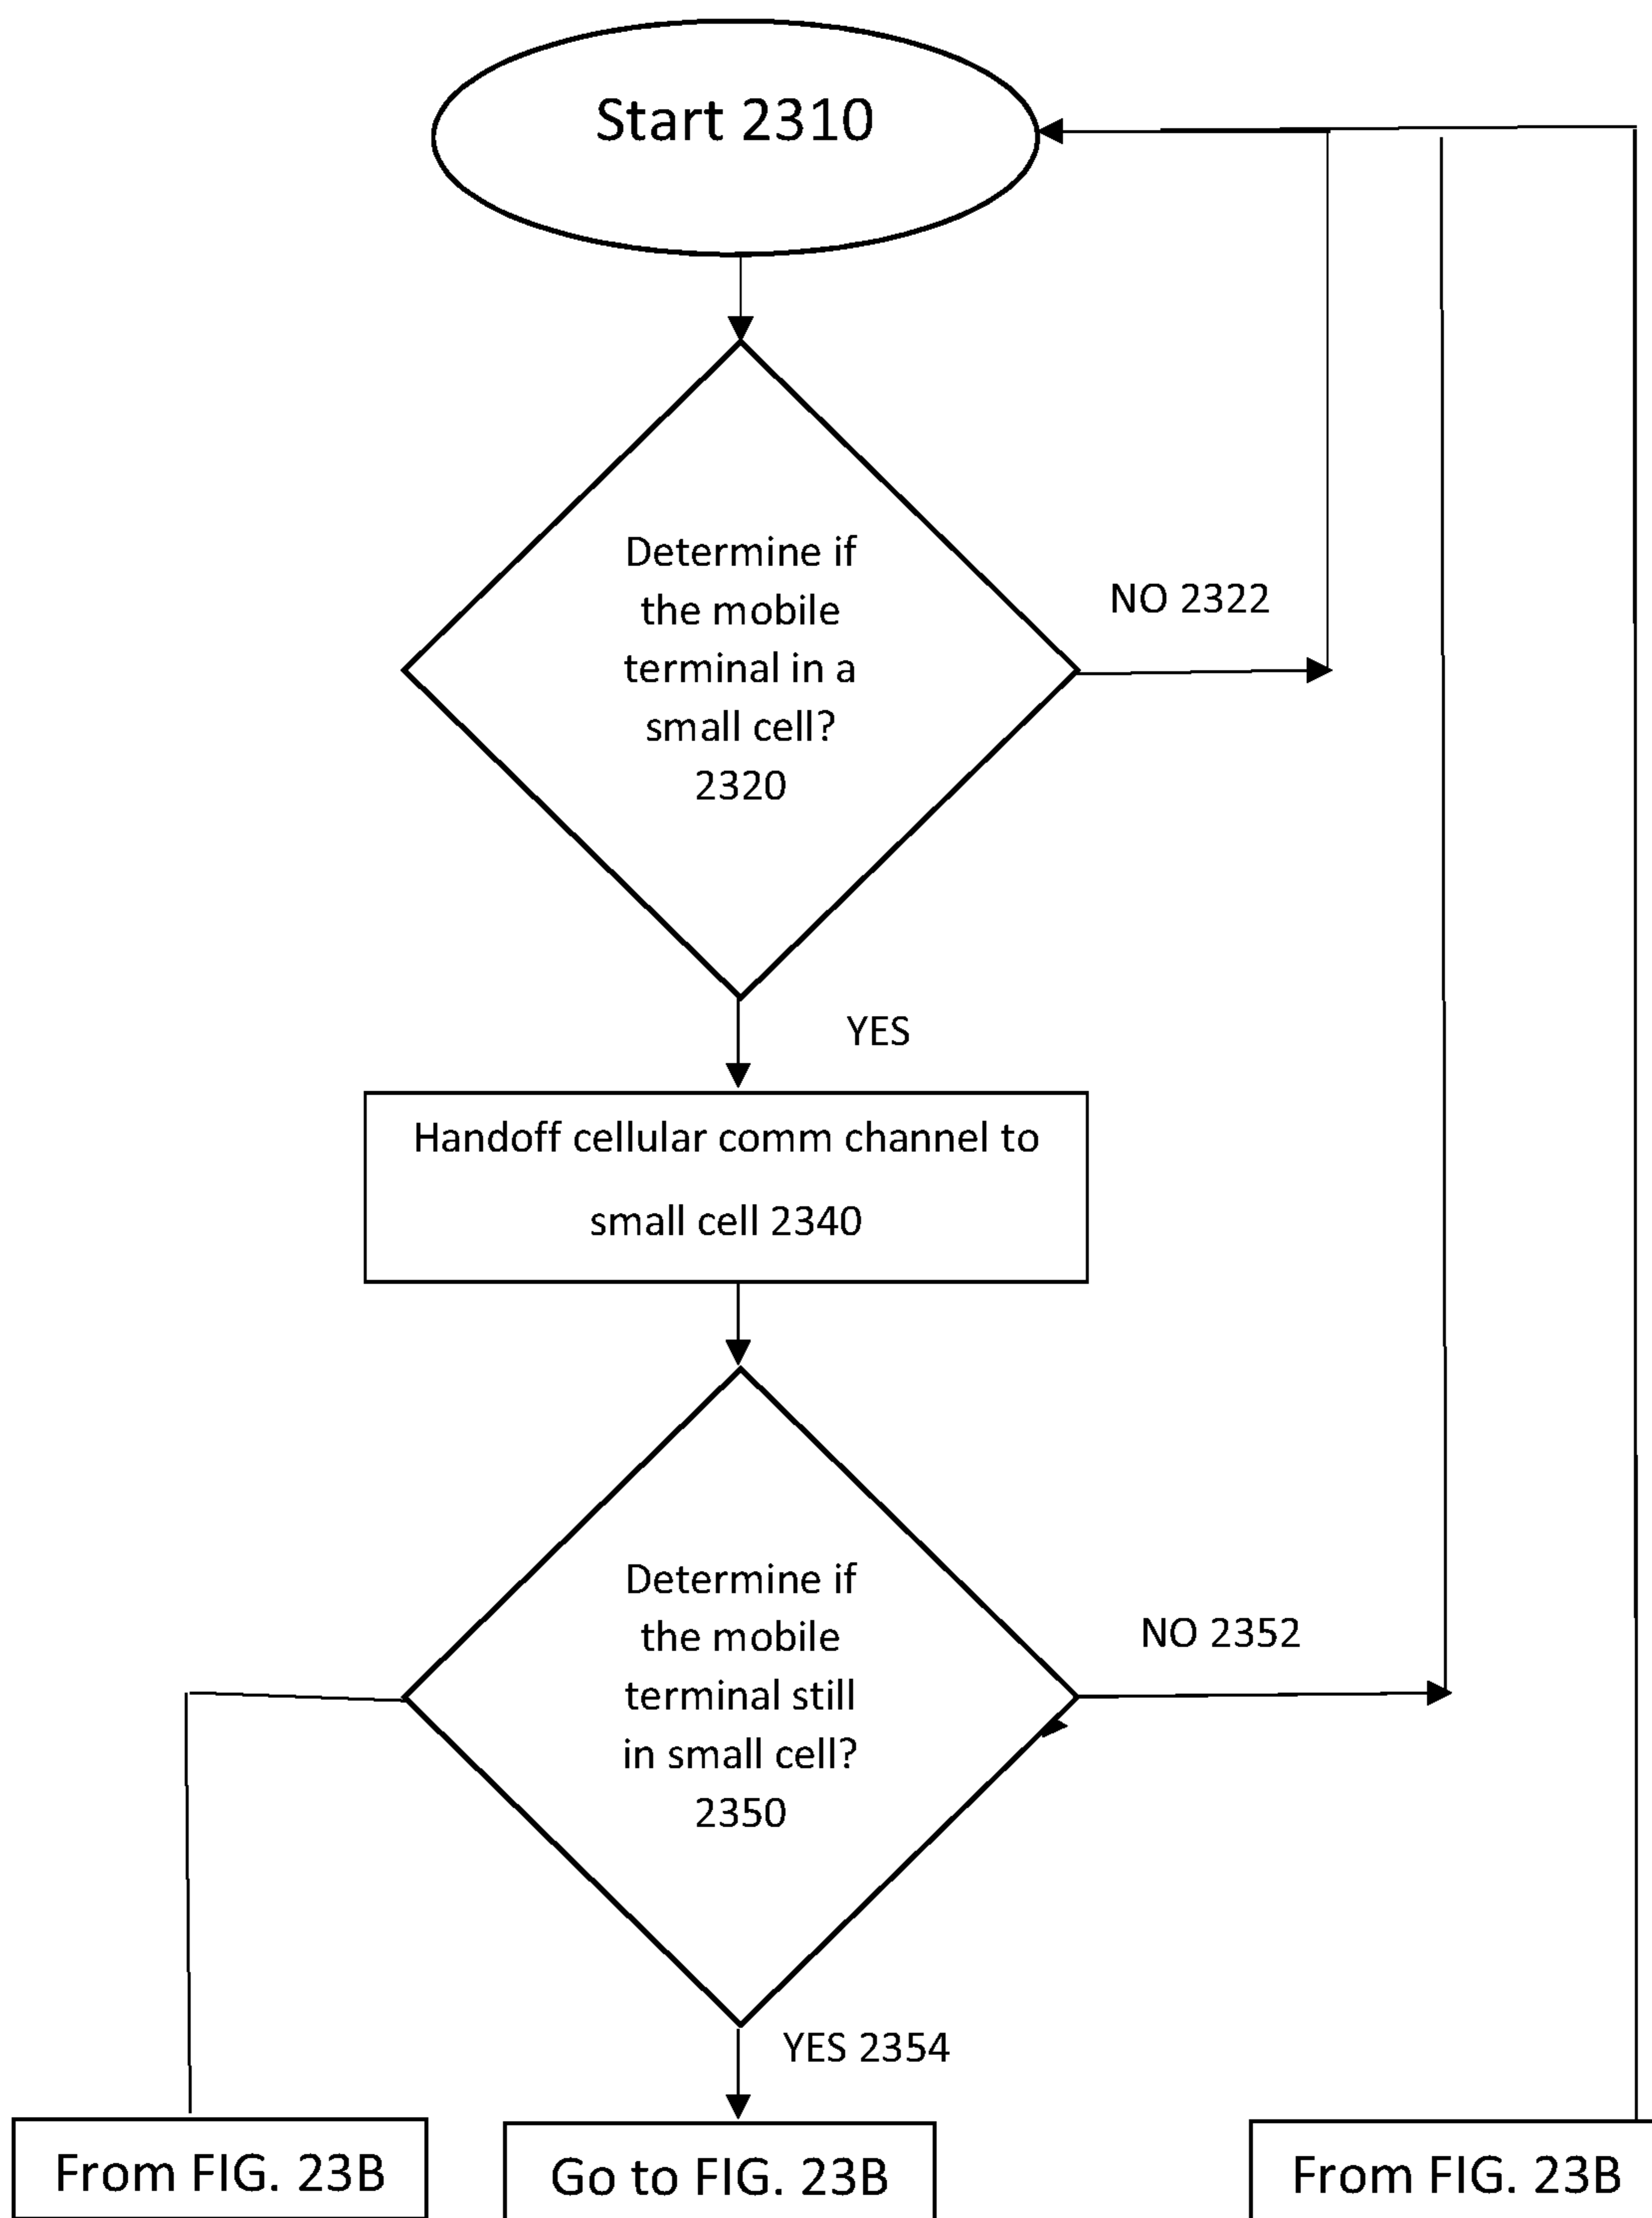 Start 2310
Determine if
the mobile
terminal in a
small cell?
2320
NO 2322
YES
Handoff cellular comm channel to
small cell 2340
Determine if
the mobile
terminal still
in small cell?
2350
NO 2352
YES 2354
From FIG. 23B
Go to FIG. 23B
From FIG. 23B